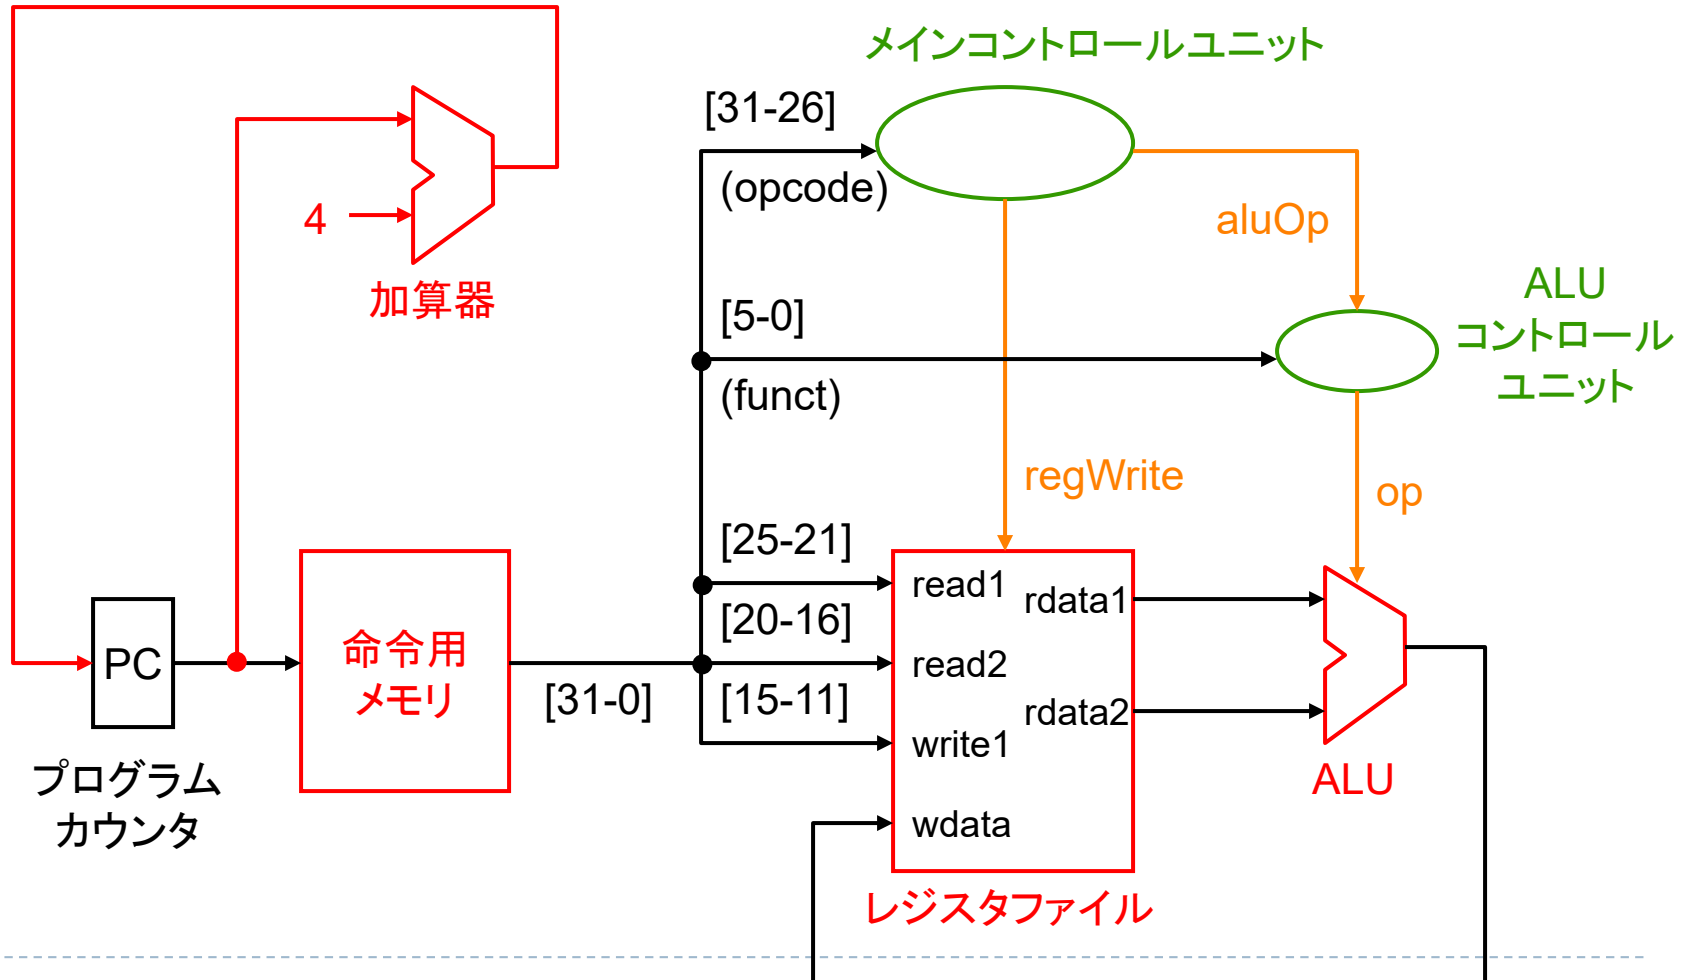 メインコントロールユニット
[31-26]
(opcode)
aluOp
4
加算器
[5-0]
(funct)
ALU
コントロール
ユニット
regWrite
op
[25-21]
read1
rdata1
[20-16]
PC
命令用
メモリ
read2
[31-0]
[15-11]
rdata2
write1
プログラム
カウンタ
ALU
wdata
レジスタファイル